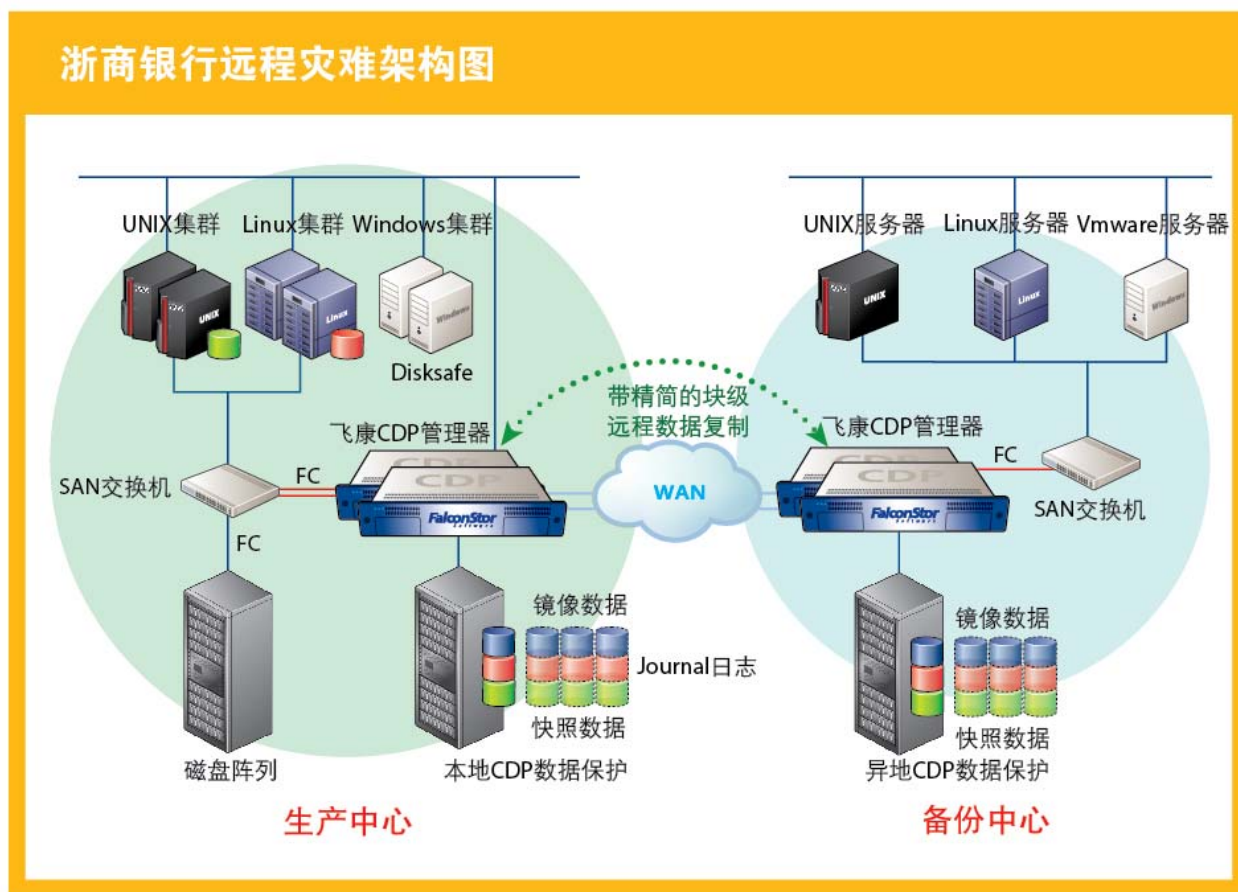 浙商银行远程灾难架构图
UNIX集群
Linux集群
Windows集群
UNIX服务器
Linux服务器
Vmware服务器
UNIX
Linux
Windows
UNIX
Linux
Windows
Disksafe
带精简的块级
远程数据复制
飞康CDP管理器
飞康CDP管理器
SAN交换机
FC
CDP
CDP
FalconStor
Software
WAN
CDP
CDP
FalconStor
Software
FC
SAN交换机
FC
镜像数据
Journal日志
快照数据
镜像数据
快照数据
磁盘阵列
本地CDP数据保护
异地CDP数据保护
生产中心
备份中心